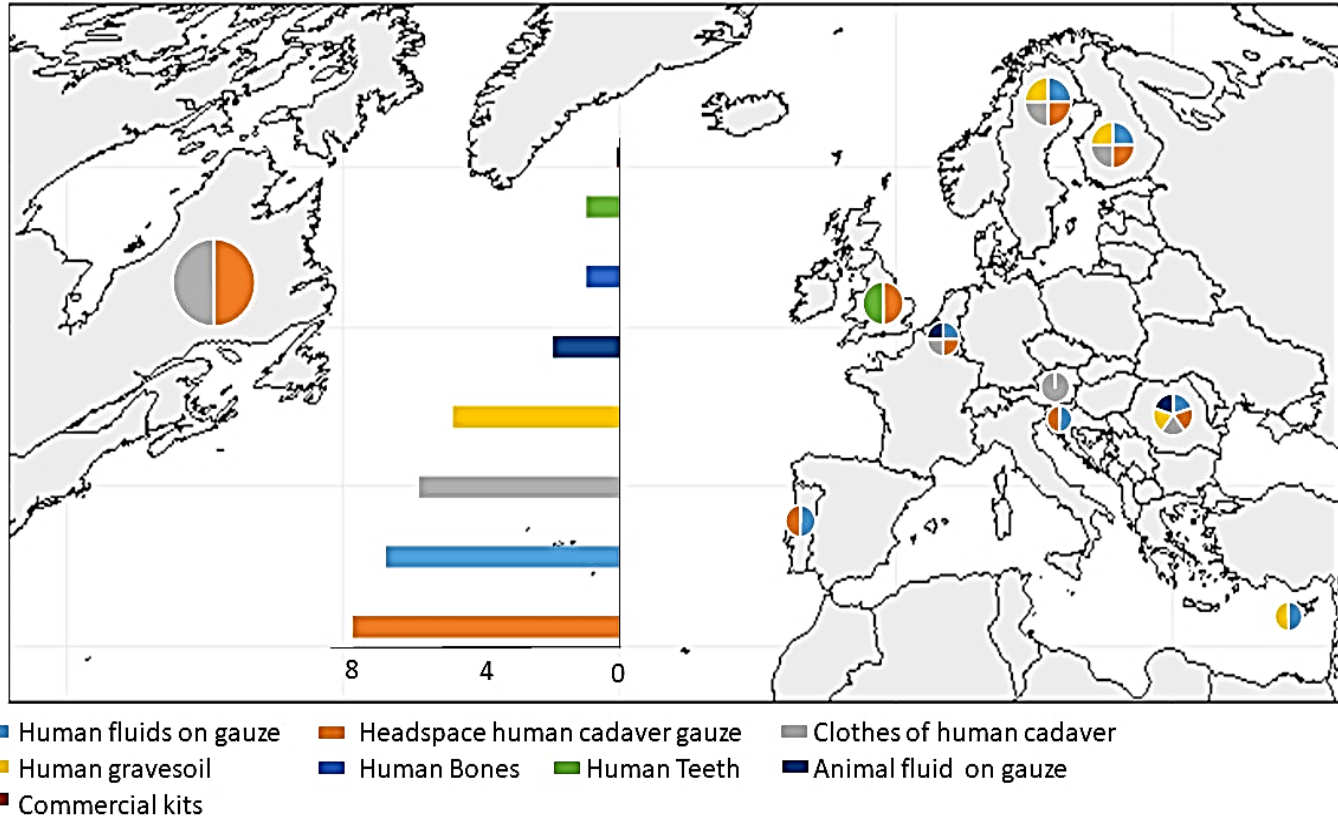 8 4 0
Human fluids on gauze Headspace human cadaver gauze Clothes of human cadaver
Human gravesoil Human Bones Human Teeth Animal fluid on gauze
Commercial kits